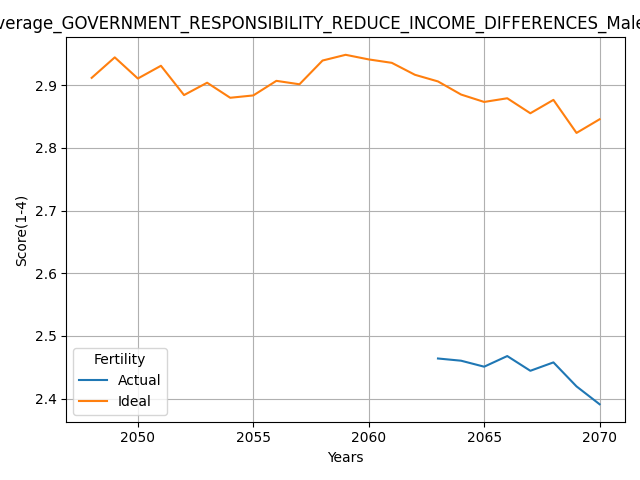 verage_GOVERNMENT_RESPONSIBILITY_REDUCE_INCOME_DIFFERENCES_Male
2.9
2.8
2.7
2.6
2.5
2.4
Score(1-4)
Fertility
Actual
Ideal
2050 2055 2060 2065 2070
Years